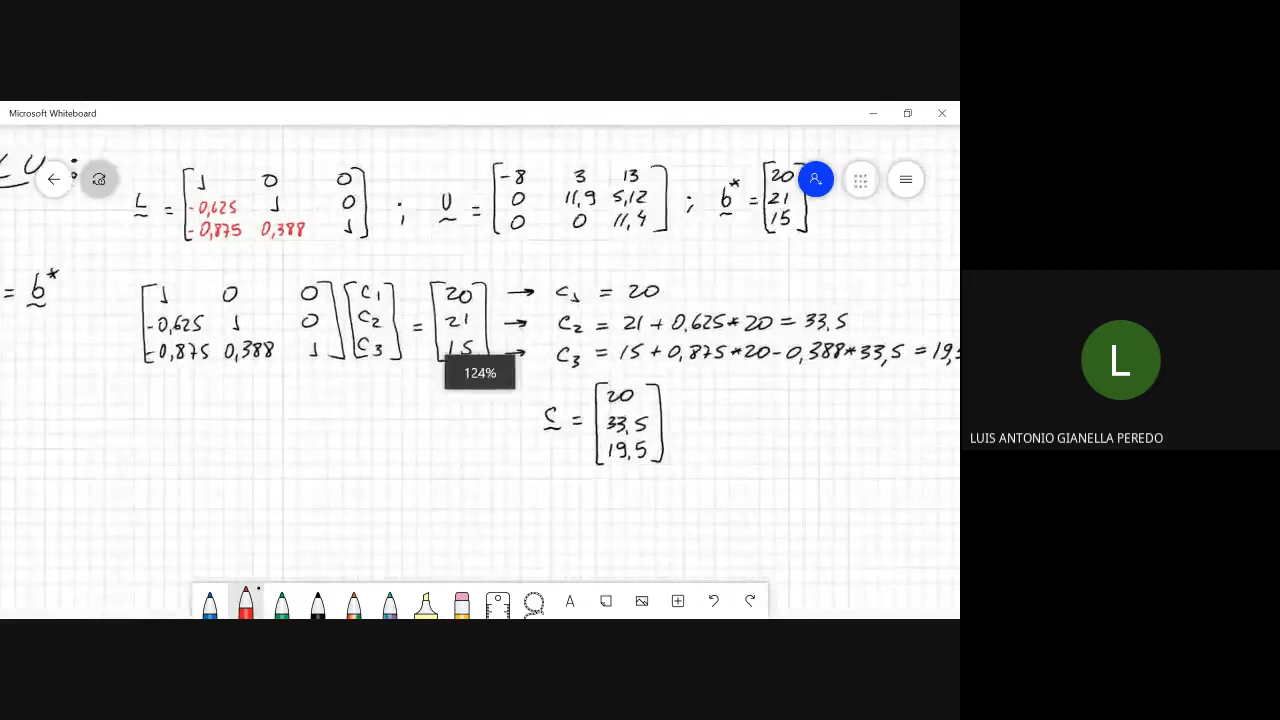 Microsoft Whiteboard
LU:
L = [1 0 0; -0,625 1 0; -0,875 0,388 1] ; U = [-8 3 13; 0 11,9 5,12; 0 0 11,4] ; b* = [20; 21; 15]
= b*
[1 0 0; -0,625 1 0; -0,875 0,388 1] [C1; C2; C3] = [20; 21; 15]
→ C1 = 20
→ C2 = 21 + 0,625*20 = 33,5
→ C3 = 15 + 0,875*20 - 0,388*33,5 = 19,5
124%
C = [20; 33,5; 19,5]
L
LUIS ANTONIO GIANELLA PEREDO
A